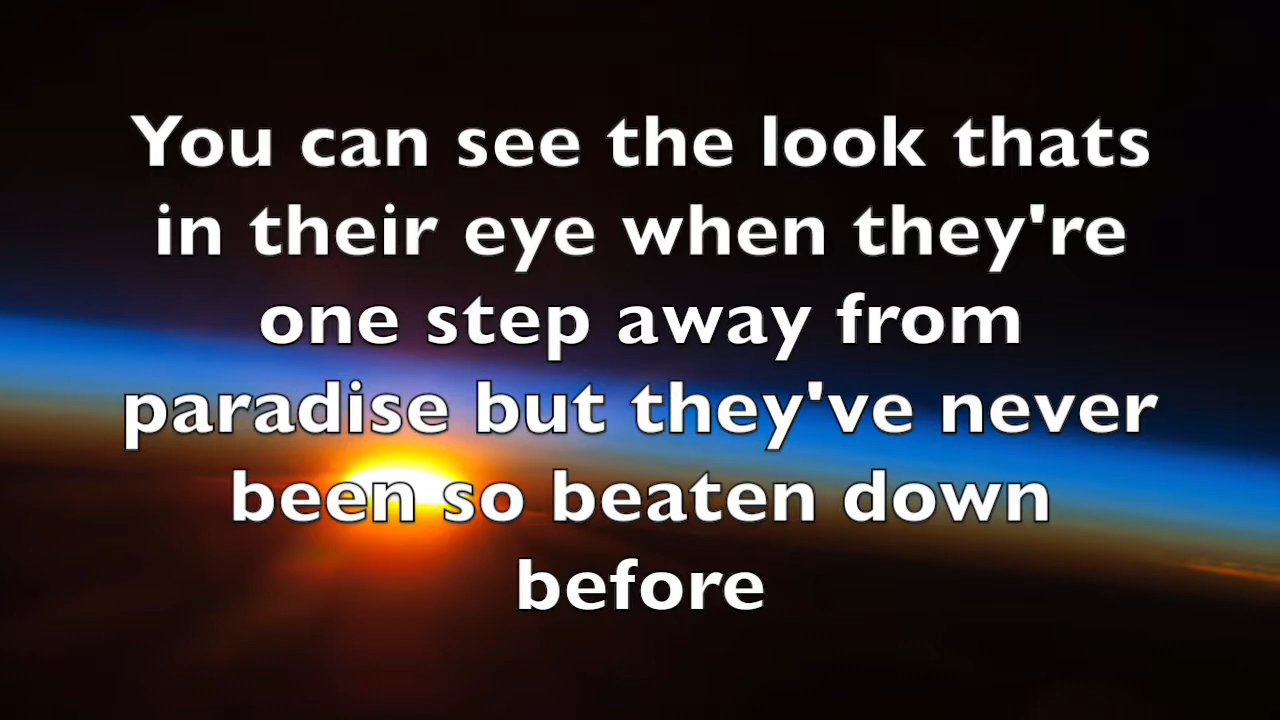 You can see the look thats
in their eye when they're
one step away from
paradise but they've never
been so beaten down
before